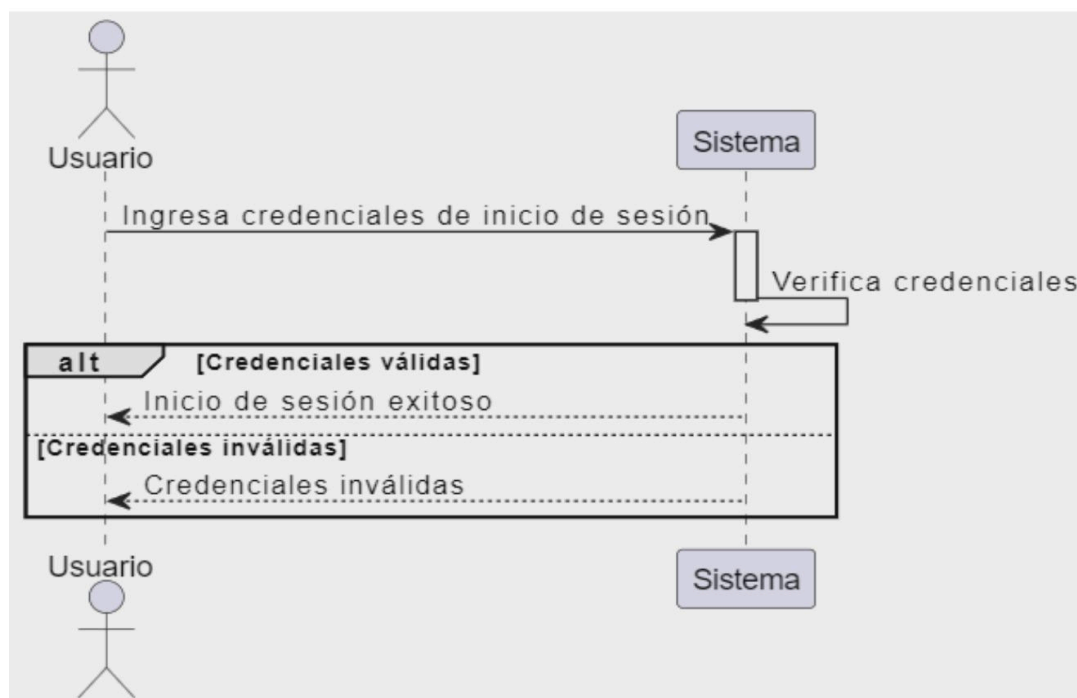 Usuario
Sistema
Ingresa credenciales de inicio de sesión
Verifica credenciales
alt
[Credenciales válidas]
Inicio de sesión exitoso
[Credenciales inválidas]
Credenciales inválidas
Usuario
Sistema